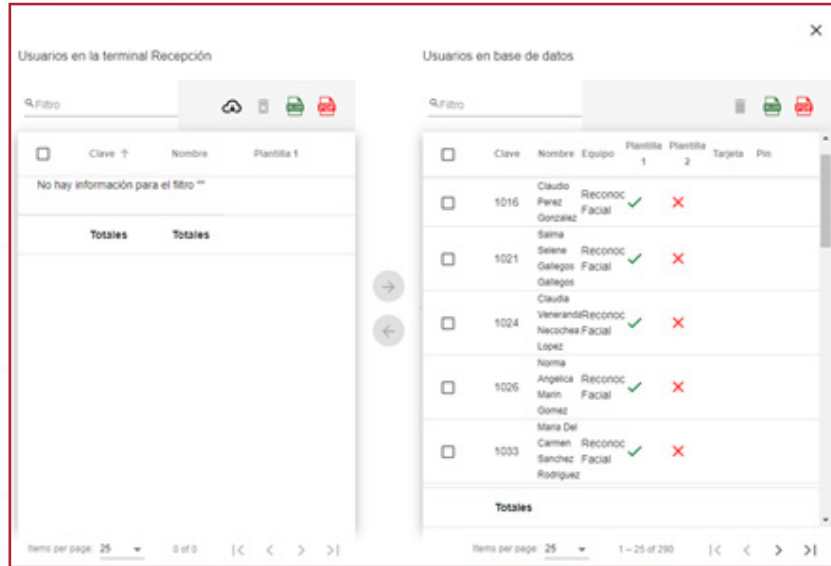 Usuarios en la terminal Recepción
Filtro
Clave ↑ Nombre Plantilla 1
No hay información para el filtro ""
Totales Totales
Items per page: 25 0 of 0
Usuarios en base de datos
Filtro
Clave Nombre Equipo Plantilla 1 Plantilla 2 Tarjeta Pin
1016 Claudio Perez Gonzalez Reconoc Facial
1021 Salma Selene Gallegos Gallegos Reconoc Facial
1024 Claudia Veneranda Necochea Lopez Reconoc Facial
1026 Norma Angelica Marin Gomez Reconoc Facial
1033 Maria Del Carmen Sanchez Rodriguez Reconoc Facial
Totales
Items per page: 25 1 – 25 of 290